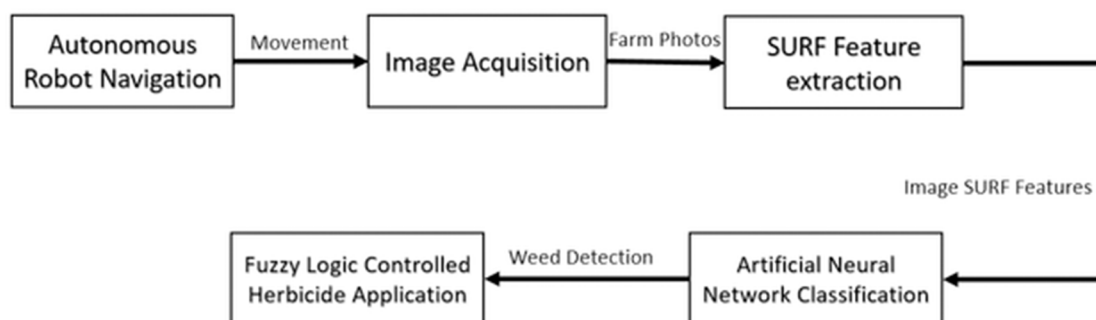 Autonomous
Robot Navigation
Movement
Image Acquisition
Farm Photos
SURF Feature
extraction
Image SURF Features
Artificial Neural
Network Classification
Weed Detection
Fuzzy Logic Controlled
Herbicide Application